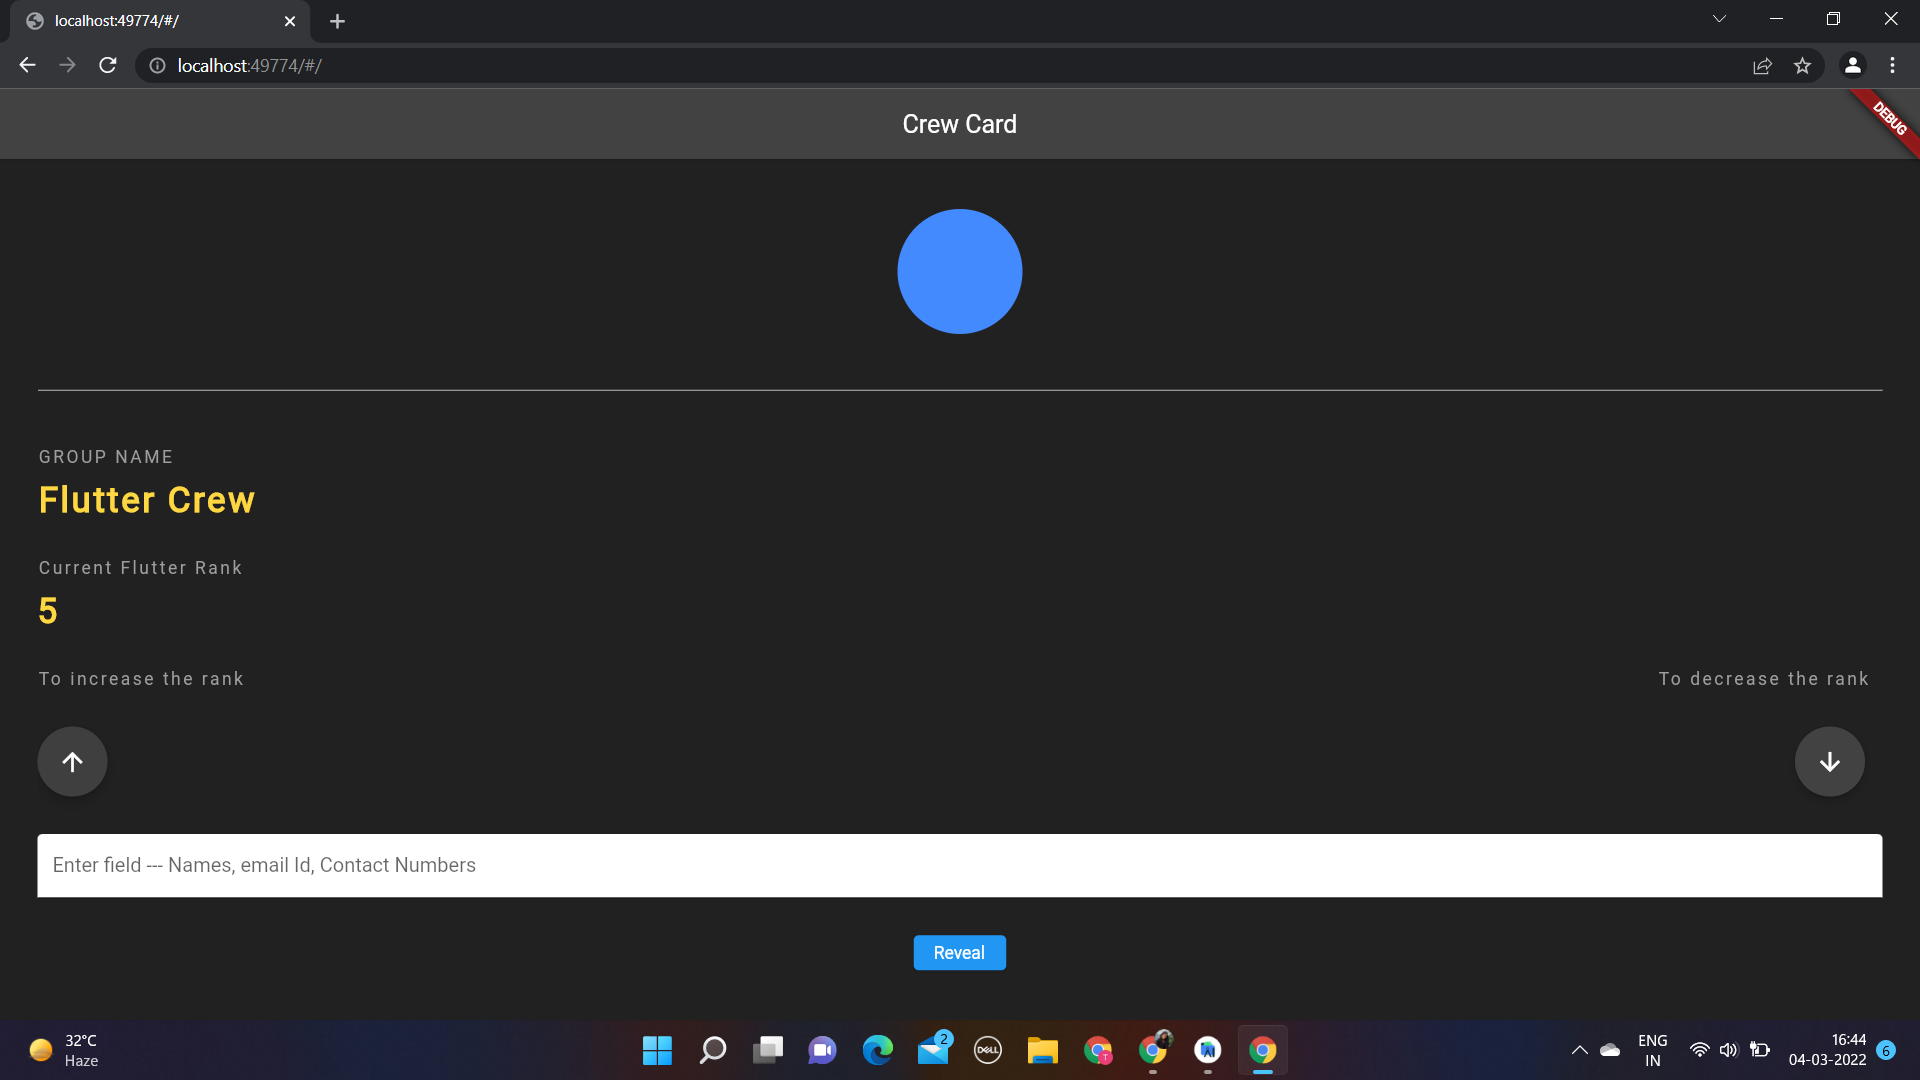 localhost:49774/#/
localhost:49774/#/
Crew Card
DEBUG
GROUP NAME
Flutter Crew
Current Flutter Rank
5
To increase the rank
To decrease the rank
Enter field --- Names, email Id, Contact Numbers
Reveal
32°C
Haze
2
DELL
T
ENG
IN
16:44
04-03-2022
6